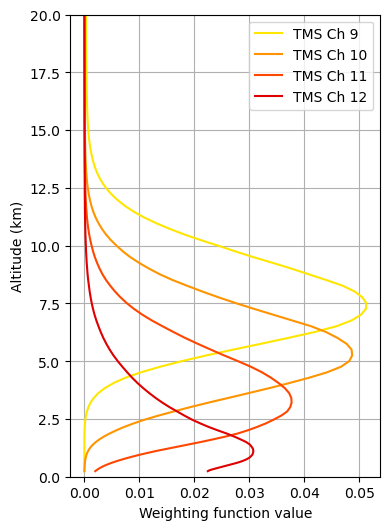 20.0
17.5
15.0
12.5
10.0
7.5
5.0
2.5
0.0
Altitude (km)
TMS Ch 9
TMS Ch 10
TMS Ch 11
TMS Ch 12
0.00 0.01 0.02 0.03 0.04 0.05
Weighting function value